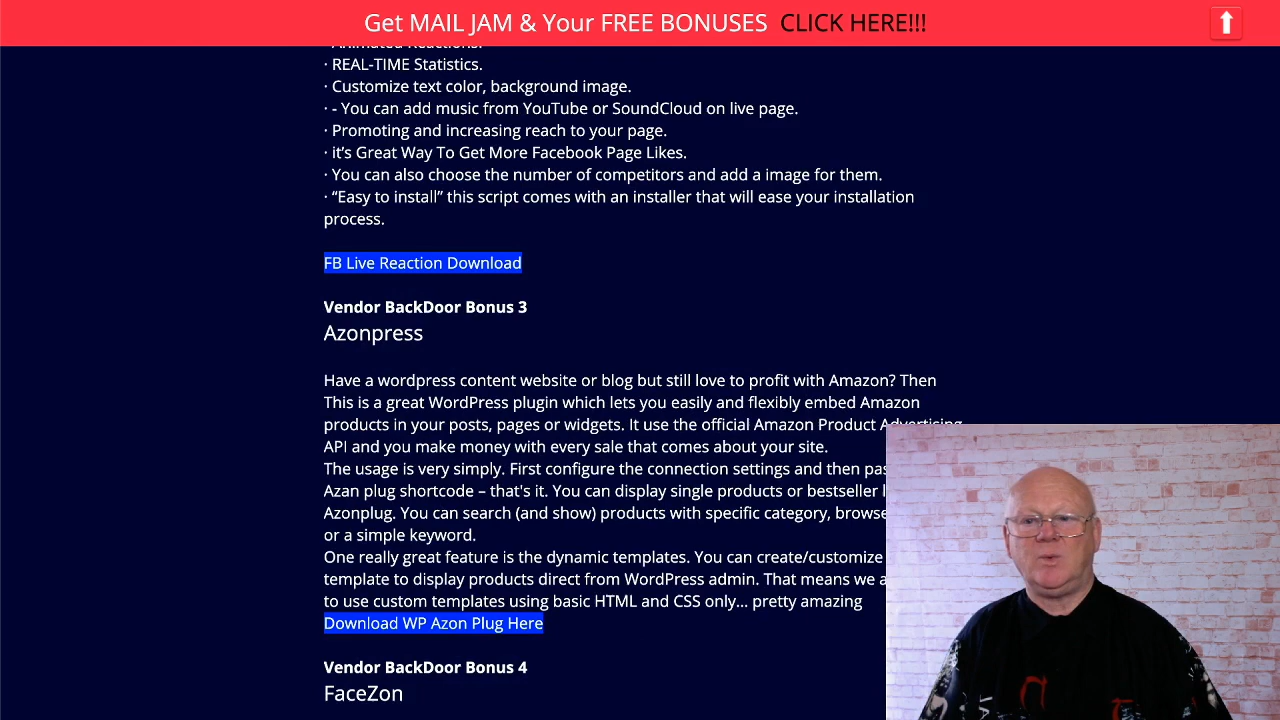 Get MAIL JAM & Your FREE BONUSES CLICK HERE!!!
· Animated Reactions.
· REAL-TIME Statistics.
· Customize text color, background image.
· - You can add music from YouTube or SoundCloud on live page.
· Promoting and increasing reach to your page.
· it’s Great Way To Get More Facebook Page Likes.
· You can also choose the number of competitors and add a image for them.
· “Easy to install” this script comes with an installer that will ease your installation
process.
FB Live Reaction Download
Vendor BackDoor Bonus 3
Azonpress
Have a wordpress content website or blog but still love to profit with Amazon? Then
This is a great WordPress plugin which lets you easily and flexibly embed Amazon
products in your posts, pages or widgets. It use the official Amazon Product Advertising
API and you make money with every sale that comes about your site.
The usage is very simply. First configure the connection settings and then
Azan plug shortcode – that's it. You can display single products or bestseller
Azonplug. You can search (and show) products with specific category, browse
or a simple keyword.
One really great feature is the dynamic templates. You can create/customize
template to display products direct from WordPress admin. That means we
to use custom templates using basic HTML and CSS only... pretty amazing
Download WP Azon Plug Here
Vendor BackDoor Bonus 4
FaceZon